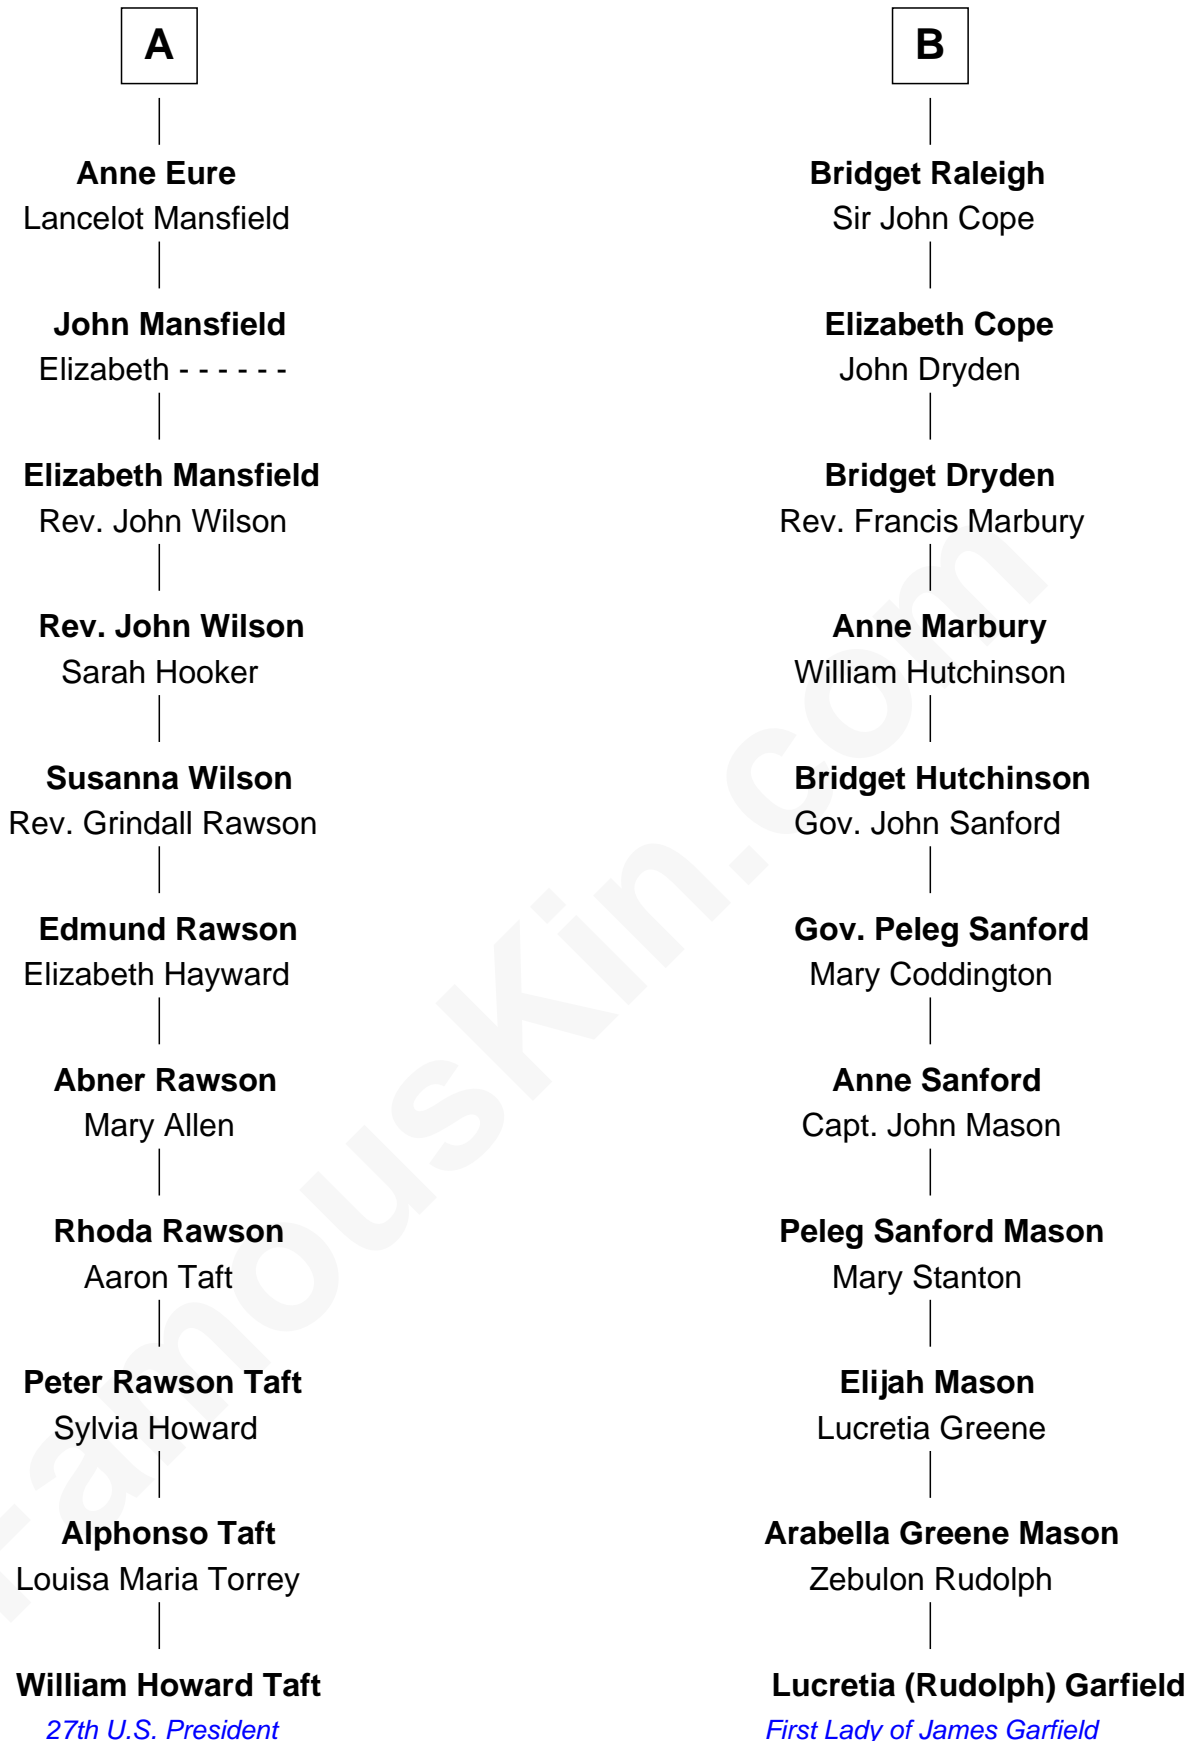 A
Anne Eure
Lancelot Mansfield
John Mansfield
Elizabeth - - - - - -
Elizabeth Mansfield
Rev. John Wilson
Rev. John Wilson
Sarah Hooker
Susanna Wilson
Rev. Grindall Rawson
Edmund Rawson
Elizabeth Hayward
Abner Rawson
Mary Allen
Rhoda Rawson
Aaron Taft
Peter Rawson Taft
Sylvia Howard
Alphonso Taft
Louisa Maria Torrey
William Howard Taft
27th U.S. President
B
Bridget Raleigh
Sir John Cope
Elizabeth Cope
John Dryden
Bridget Dryden
Rev. Francis Marbury
Anne Marbury
William Hutchinson
Bridget Hutchinson
Gov. John Sanford
Gov. Peleg Sanford
Mary Coddington
Anne Sanford
Capt. John Mason
Peleg Sanford Mason
Mary Stanton
Elijah Mason
Lucretia Greene
Arabella Greene Mason
Zebulon Rudolph
Lucretia (Rudolph) Garfield
First Lady of James Garfield
FamousKin.com